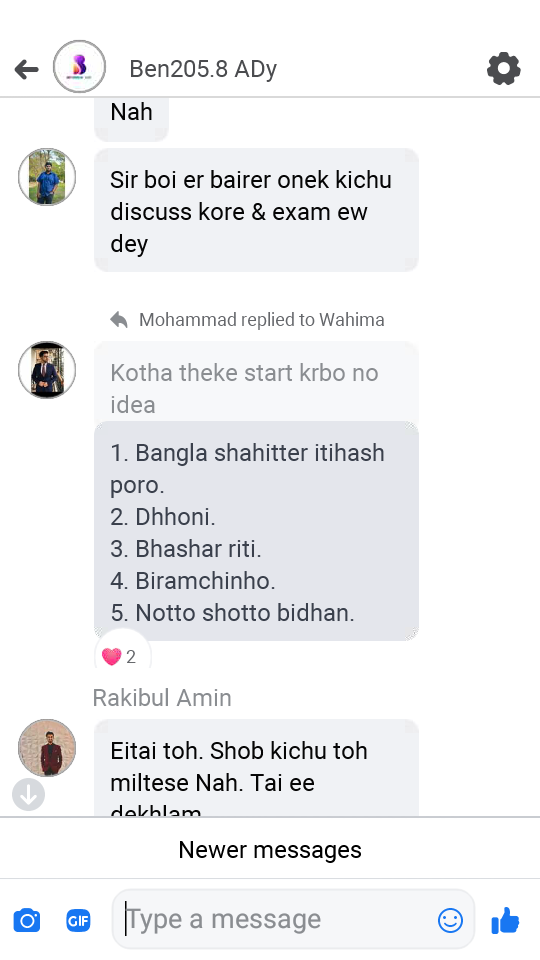 Ben205.8 ADy
Nah
Sir boi er bairer onek kichu
discuss kore & exam ew
dey
Mohammad replied to Wahima
Kotha theke start krbo no
idea
1. Bangla shahitter itihash
poro.
2. Dhhoni.
3. Bhashar riti.
4. Biramchinho.
5. Notto shotto bidhan.
2
Rakibul Amin
Eitai toh. Shob kichu toh
miltese Nah. Tai ee
dekhlam
Newer messages
GIF
Type a message